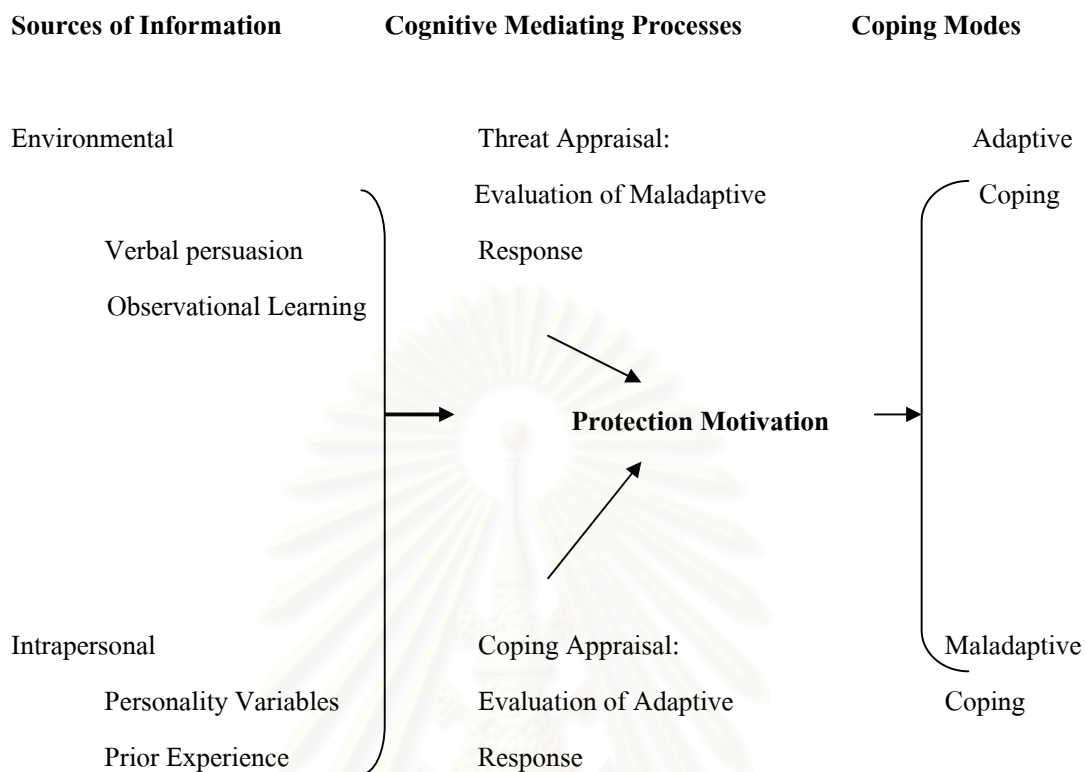 Sources of Information Cognitive Mediating Processes Coping Modes
Environmental Threat Appraisal: Adaptive
Evaluation of Maladaptive Coping
Verbal persuasion Response
Observational Learning
Protection Motivation
Intrapersonal Coping Appraisal: Maladaptive
Personality Variables Evaluation of Adaptive Coping
Prior Experience Response